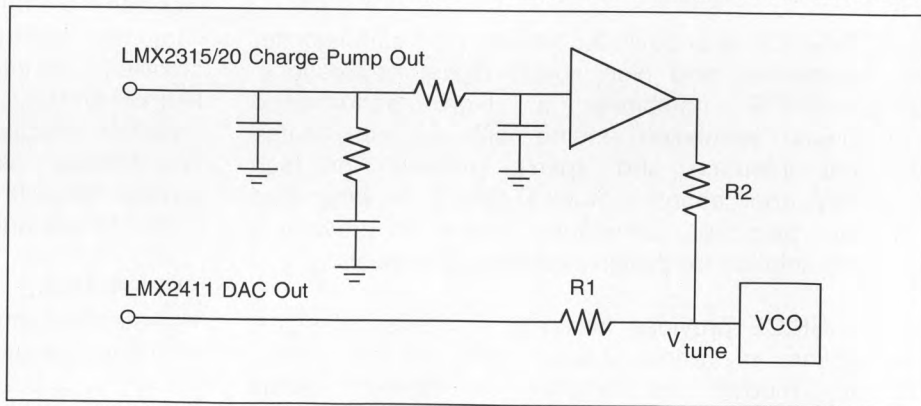 LMX2315/20 Charge Pump Out
R2
LMX2411 DAC Out
R1
V tune
VCO